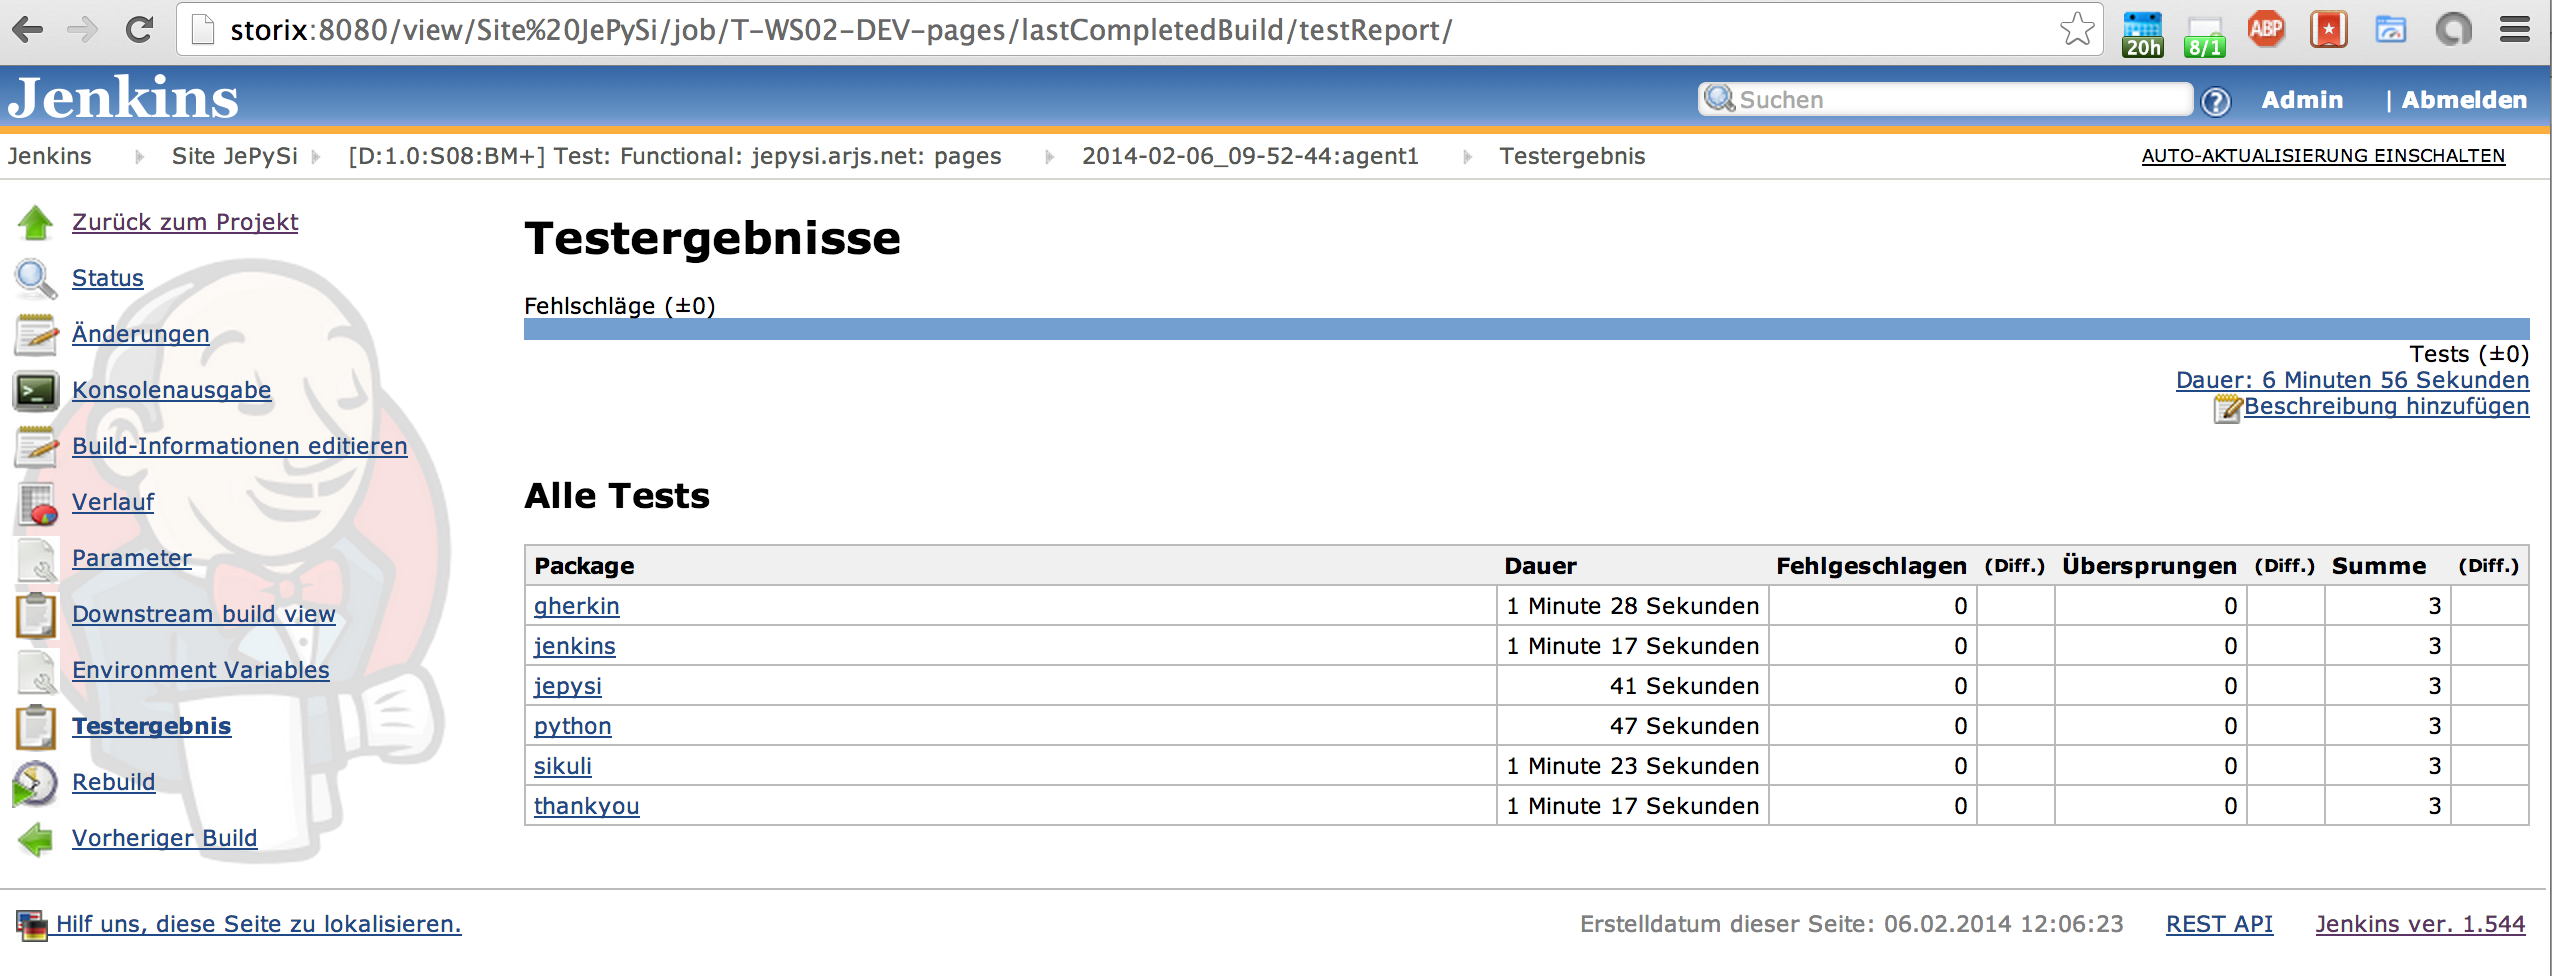 storix:8080/view/Site%20JePySi/job/T-WS02-DEV-pages/lastCompletedBuild/testReport/
20h 8/1 ABP
Jenkins Suchen ? Admin | Abmelden
Jenkins Site JePySi [D:1.0:S08:BM+] Test: Functional: jepysi.arjs.net: pages 2014-02-06_09-52-44:agent1 Testergebnis AUTO-AKTUALISIERUNG EINSCHALTEN
Zurück zum Projekt
Status
Änderungen
Konsolenausgabe
Build-Informationen editieren
Verlauf
Parameter
Downstream build view
Environment Variables
Testergebnis
Rebuild
Vorheriger Build
Testergebnisse
Fehlschläge (±0)
Tests (±0)
Dauer: 6 Minuten 56 Sekunden
Beschreibung hinzufügen
Alle Tests
Package Dauer Fehlgeschlagen (Diff.) Übersprungen (Diff.) Summe (Diff.)
gherkin 1 Minute 28 Sekunden 0 0 3
jenkins 1 Minute 17 Sekunden 0 0 3
jepysi 41 Sekunden 0 0 3
python 47 Sekunden 0 0 3
sikuli 1 Minute 23 Sekunden 0 0 3
thankyou 1 Minute 17 Sekunden 0 0 3
Hilf uns, diese Seite zu lokalisieren. Erstelldatum dieser Seite: 06.02.2014 12:06:23 REST API Jenkins ver. 1.544